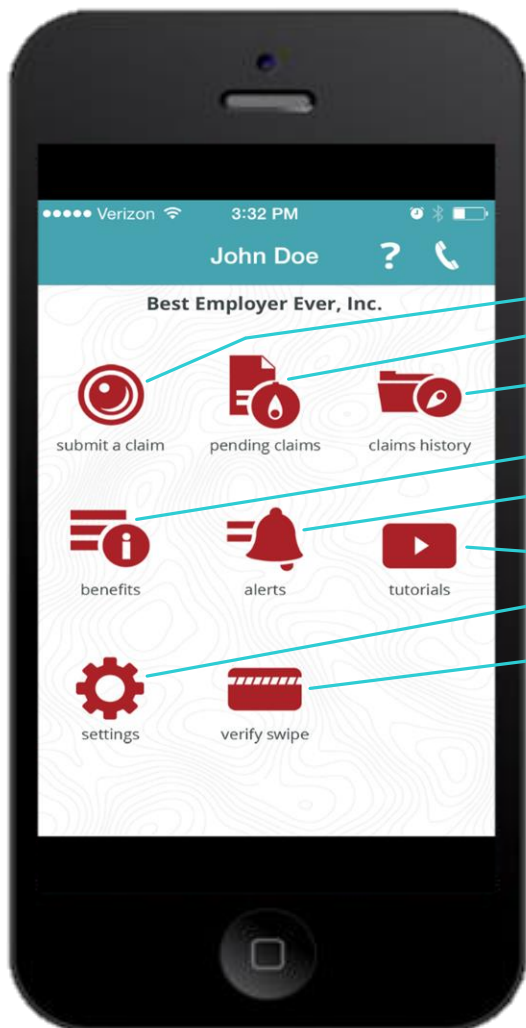 Verizon 3:32 PM
John Doe ?
Best Employer Ever, Inc.
submit a claim pending claims claims history
benefits alerts tutorials
settings verify swipe